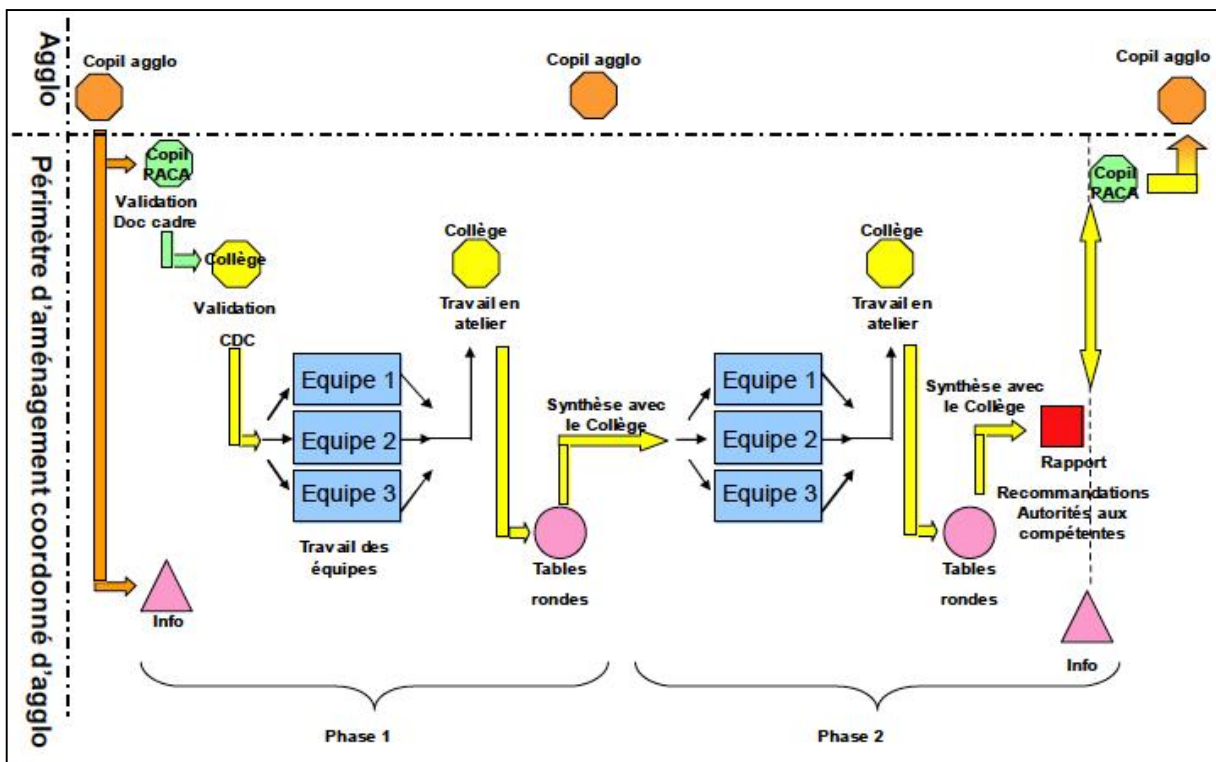 Agglo
Copil agglo
Copil agglo
Copil agglo
Périmètre d'aménagement coordonné d'agglo
Copil
RACA
Validation
Doc cadre
Collège
Validation
CDC
Equipe 1
Equipe 2
Equipe 3
Travail des
équipes
Collège
Travail en
atelier
Tables
rondes
Synthèse avec
le Collège
Equipe 1
Equipe 2
Equipe 3
Collège
Travail en
atelier
Tables
rondes
Synthèse avec
le Collège
Rapport
Recommandations
Autorités aux
compétentes
Copil
RACA
Info
Info
Phase 1
Phase 2